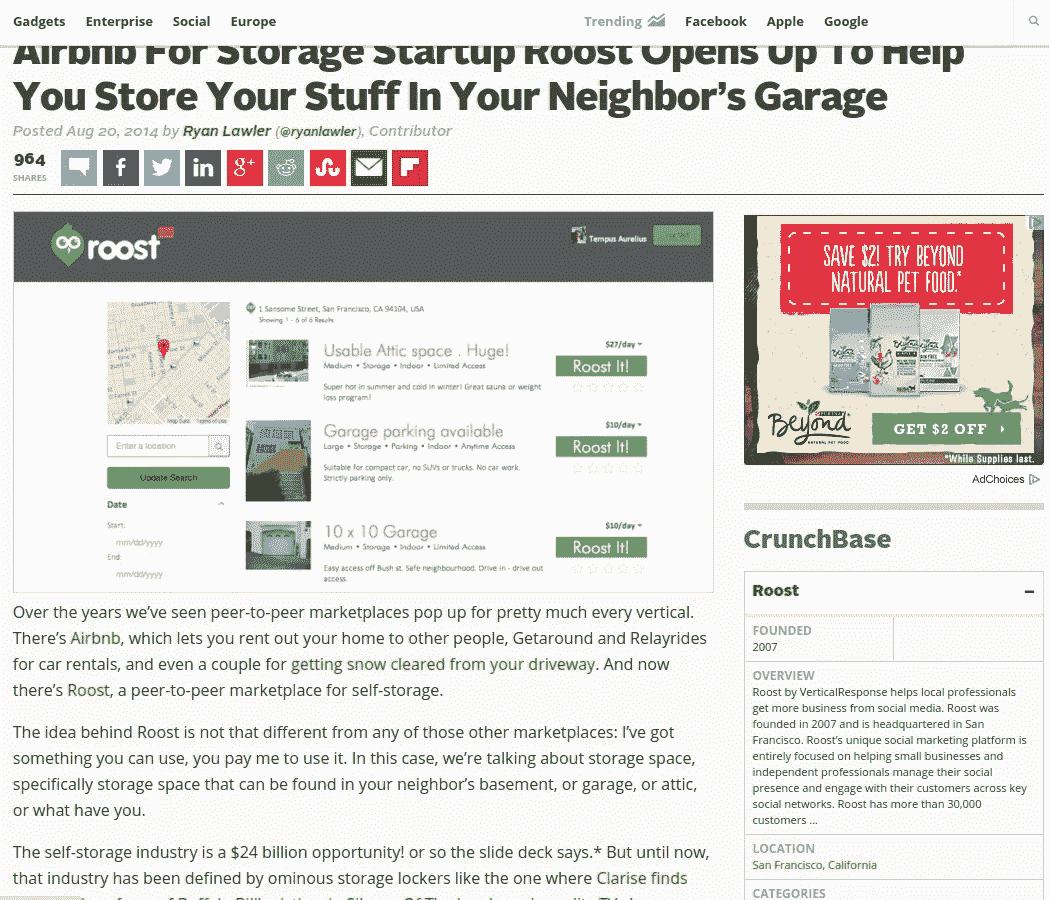 Gadgets Enterprise Social Europe Trending Facebook Apple Google
Airbnb For Storage Startup Roost Opens Up To Help
You Store Your Stuff In Your Neighbor's Garage
Posted Aug 20, 2014 by Ryan Lawler (@ryanlawler), Contributor
964
SHARES
roost
Tempus Aurelius
1 Sansome Street, San Francisco, CA 94104, USA
Showing 1 - 6 of 6 Results
Usable Attic space . Huge!
Medium • Storage • Indoor • Limited Access
Super hot in summer and cold in winter! Great sauna or weight
loss program!
$27/day
Roost It!
Garage parking available
Large • Storage • Parking • Indoor • Anytime Access
Suitable for compact car, no SUVs or trucks. No car work.
Strictly parking only.
$10/day
Roost It!
10 x 10 Garage
Medium • Storage • Indoor • Limited Access
Easy access off Bush st. Safe neighbourhood. Drive in - drive out
access.
$10/day
Roost It!
Map Data Terms of Use
Enter a location
Update Search
Date
Start:
mm/dd/yyyy
End:
mm/dd/yyyy
Over the years we've seen peer-to-peer marketplaces pop up for pretty much every vertical.
There's Airbnb, which lets you rent out your home to other people, Getaround and Relayrides
for car rentals, and even a couple for getting snow cleared from your driveway. And now
there's Roost, a peer-to-peer marketplace for self-storage.
The idea behind Roost is not that different from any of those other marketplaces: I've got
something you can use, you pay me to use it. In this case, we're talking about storage space,
specifically storage space that can be found in your neighbor's basement, or garage, or attic,
or what have you.
The self-storage industry is a $24 billion opportunity! or so the slide deck says.* But until now,
that industry has been defined by ominous storage lockers like the one where Clarise finds
SAVE $2! TRY BEYOND
NATURAL PET FOOD.*
PURINA
Beyond
NATURAL PET FOOD
GET $2 OFF
*While Supplies last.
AdChoices
CrunchBase
Roost –
FOUNDED
2007
OVERVIEW
Roost by VerticalResponse helps local professionals
get more business from social media. Roost was
founded in 2007 and is headquartered in San
Francisco. Roost's unique social marketing platform is
entirely focused on helping small businesses and
independent professionals manage their social
presence and engage with their customers across key
social networks. Roost has more than 30,000
customers ...
LOCATION
San Francisco, California
CATEGORIES